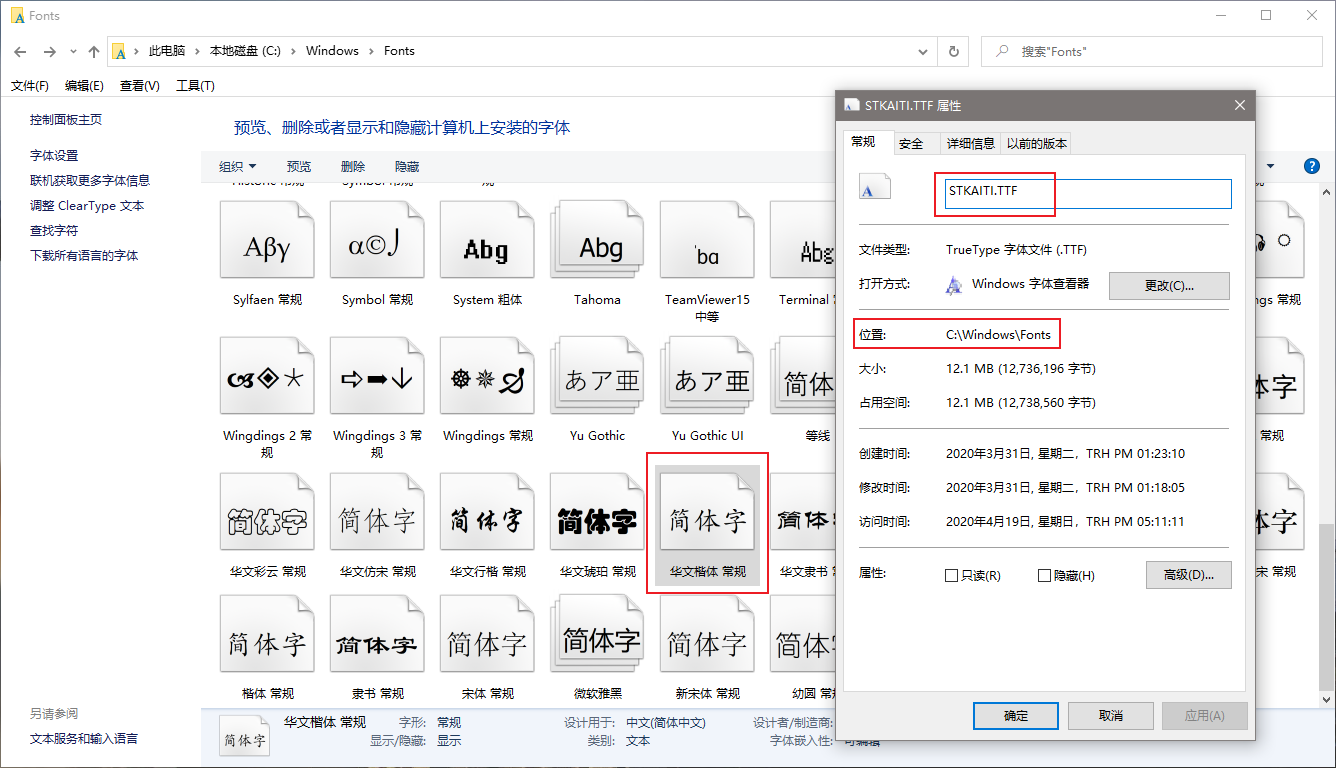 Fonts
此电脑 › 本地磁盘 (C:) › Windows › Fonts
搜索"Fonts"
文件(F) 编辑(E) 查看(V) 工具(T)
控制面板主页
字体设置
联机获取更多字体信息
调整 ClearType 文本
查找字符
下载所有语言的字体
另请参阅
文本服务和输入语言
预览、删除或者显示和隐藏计算机上安装的字体
组织 预览 删除 隐藏
Αβγ α©J Abg Abg 'ba Abg
Sylfaen 常规 Symbol 常规 System 粗体 Tahoma TeamViewer15 Terminal
中等
あア亜 あア亜 简体 体字
Wingdings 2 常 Wingdings 3 常 Wingdings 常规 Yu Gothic Yu Gothic UI 等线 常规
规 规
简体字 简体字 简体字 简体字 简体字 简体字 体字
华文彩云 常规 华文仿宋 常规 华文行楷 常规 华文琥珀 常规 华文楷体 常规 华文隶书 宋 常规
简体字 简体字 简体字 简体字 简体字 简体
楷体 常规 隶书 常规 宋体 常规 微软雅黑 新宋体 常规 幼圆
简体字
华文楷体 常规 字形: 常规 设计用于: 中文(简体中文) 设计者/制造商:
显示/隐藏: 显示 类别: 文本 字体嵌入性: 可编辑
STKAITI.TTF 属性
常规 安全 详细信息 以前的版本
STKAITI.TTF
文件类型: TrueType 字体文件 (.TTF)
打开方式: Windows 字体查看器 更改(C)...
位置: C:\Windows\Fonts
大小: 12.1 MB (12,736,196 字节)
占用空间: 12.1 MB (12,738,560 字节)
创建时间: 2020年3月31日, 星期二，TRH PM 01:23:10
修改时间: 2020年3月31日, 星期二，TRH PM 01:18:05
访问时间: 2020年4月19日, 星期日，TRH PM 05:11:11
属性: 只读(R) 隐藏(H) 高级(D)...
确定 取消 应用(A)